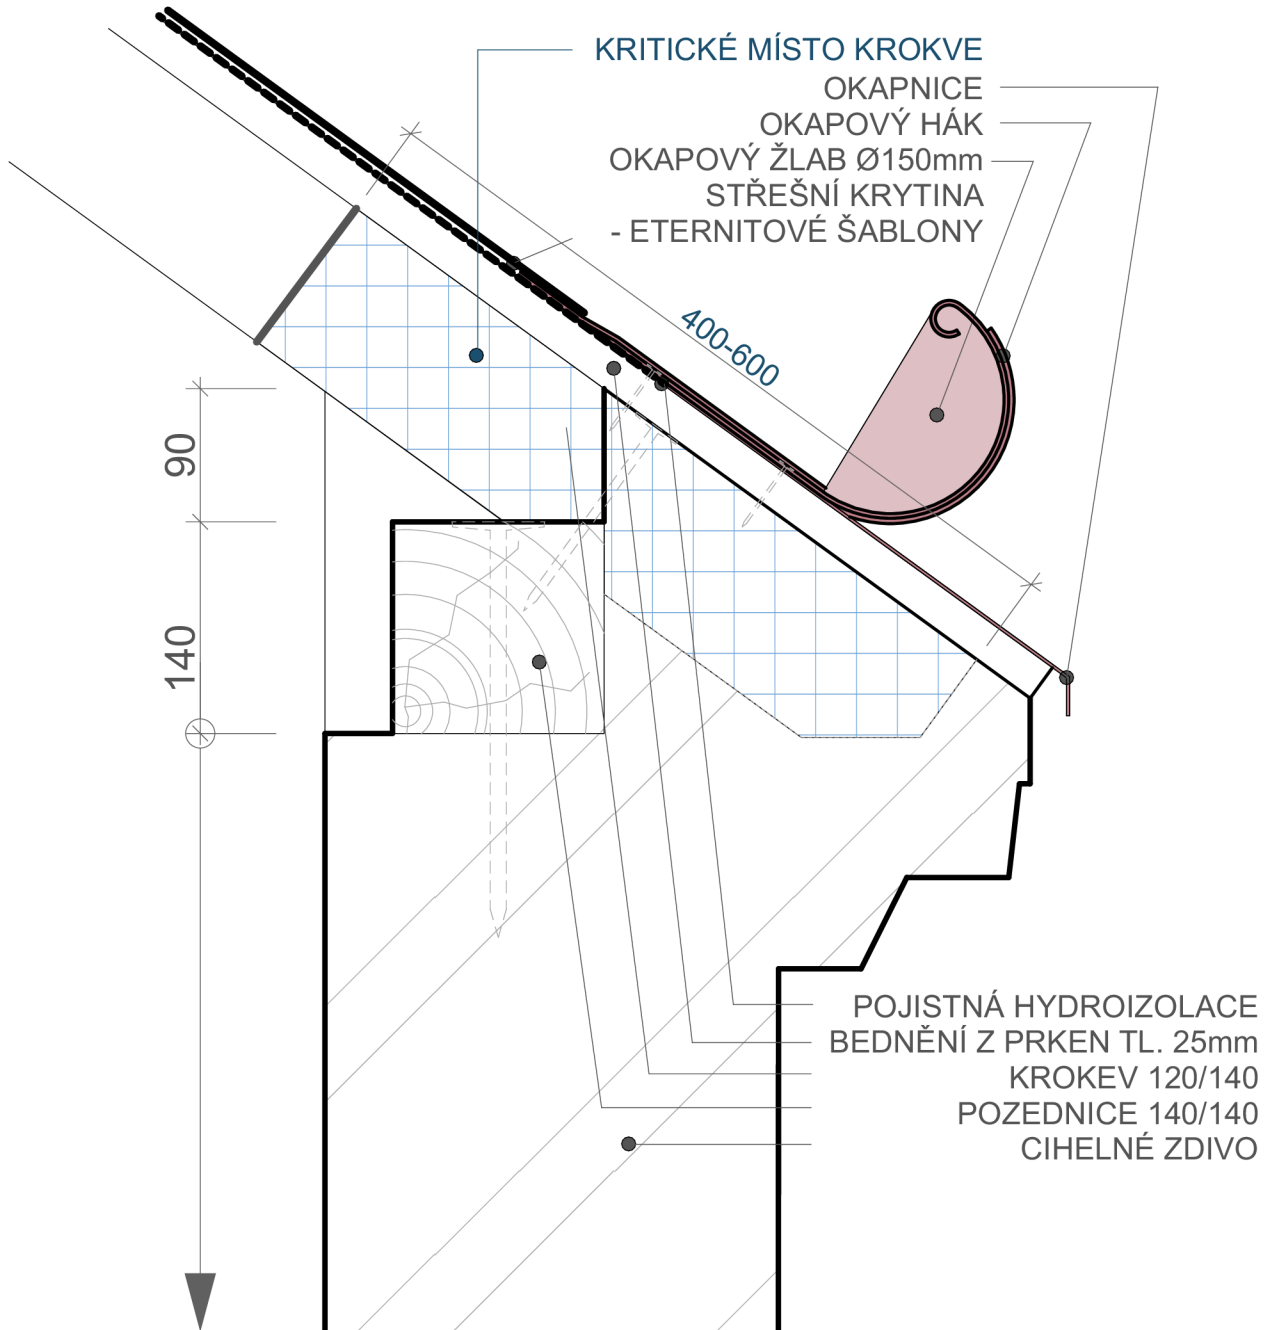 KRITICKÉ MÍSTO KROKVE
OKAPNICE
OKAPOVÝ HÁK
OKAPOVÝ ŽLAB Ø150mm
STŘEŠNÍ KRYTINA
- ETERNITOVÉ ŠABLONY
400-600
90
140
POJISTNÁ HYDROIZOLACE
BEDNĚNÍ Z PRKEN TL. 25mm
KROKEV 120/140
POZEDNICE 140/140
CIHELNÉ ZDIVO